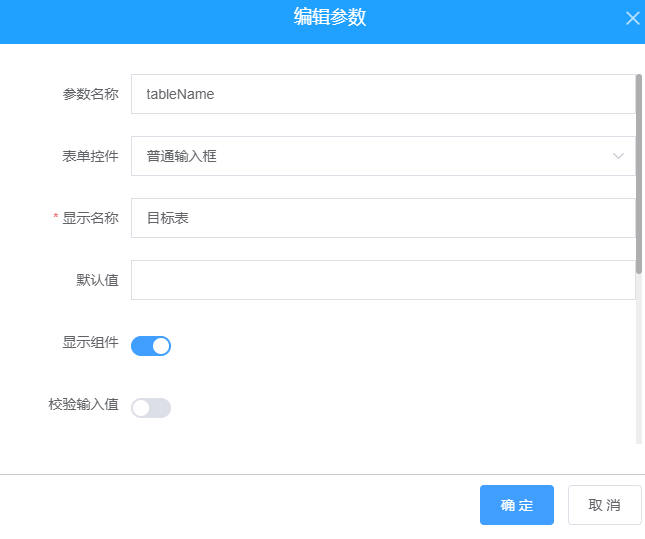 编辑参数
参数名称 tableName
表单控件 普通输入框
* 显示名称 目标表
默认值
显示组件
校验输入值
确定 取消